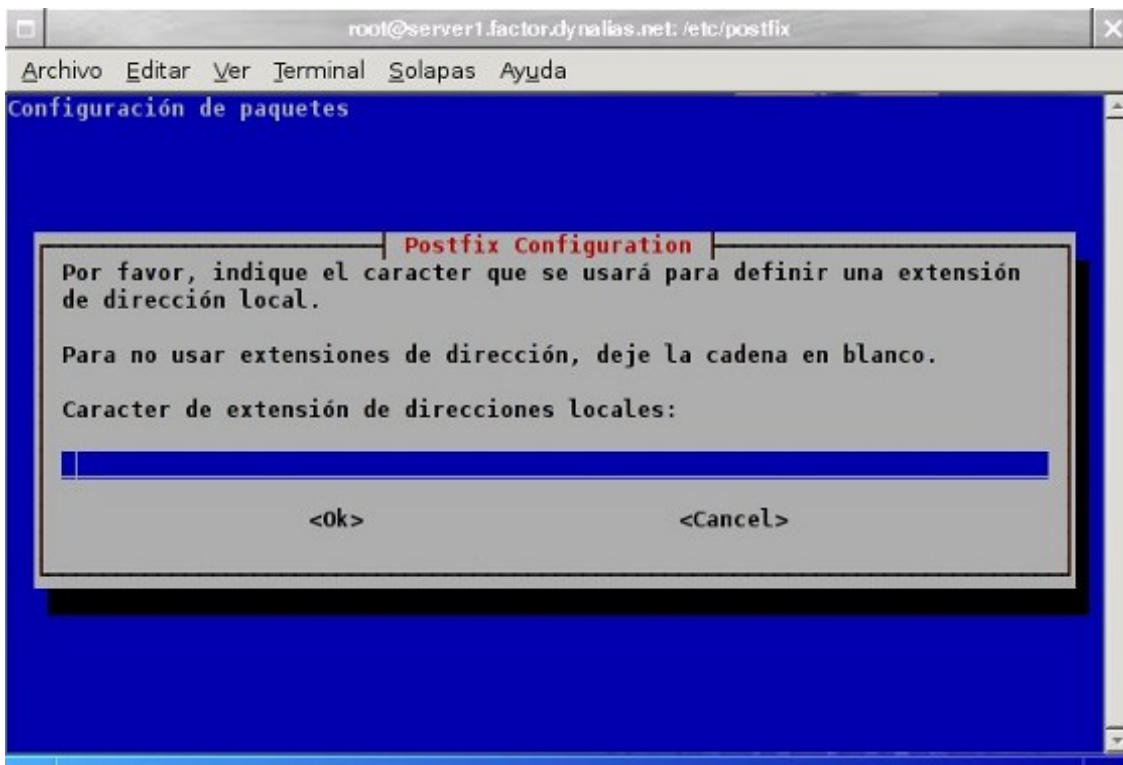 root@server1.factor.dynalias.net: /etc/postfix
Archivo Editar Ver Terminal Solapas Ayuda
Configuración de paquetes
Postfix Configuration
Por favor, indique el caracter que se usará para definir una extensión
de dirección local.
Para no usar extensiones de dirección, deje la cadena en blanco.
Caracter de extensión de direcciones locales:
<Ok> <Cancel>